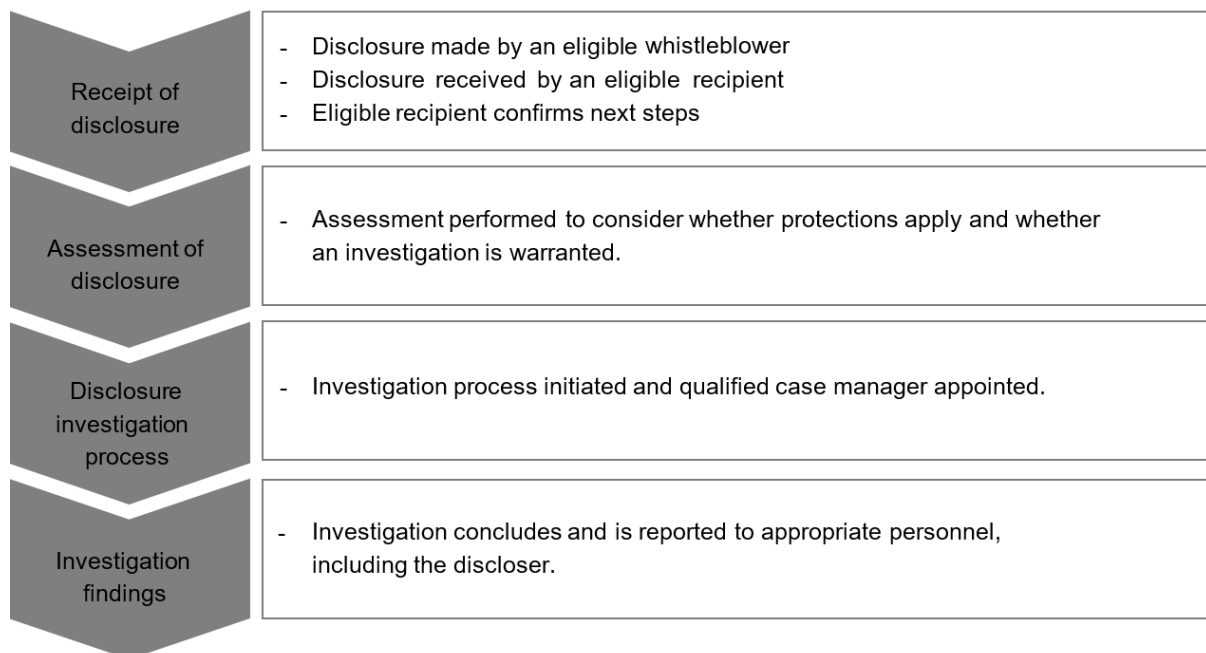 Receipt of
disclosure
- Disclosure made by an eligible whistleblower
- Disclosure received by an eligible recipient
- Eligible recipient confirms next steps
Assessment of
disclosure
- Assessment performed to consider whether protections apply and whether
an investigation is warranted.
Disclosure
investigation
process
- Investigation process initiated and qualified case manager appointed.
Investigation
findings
- Investigation concludes and is reported to appropriate personnel,
including the discloser.